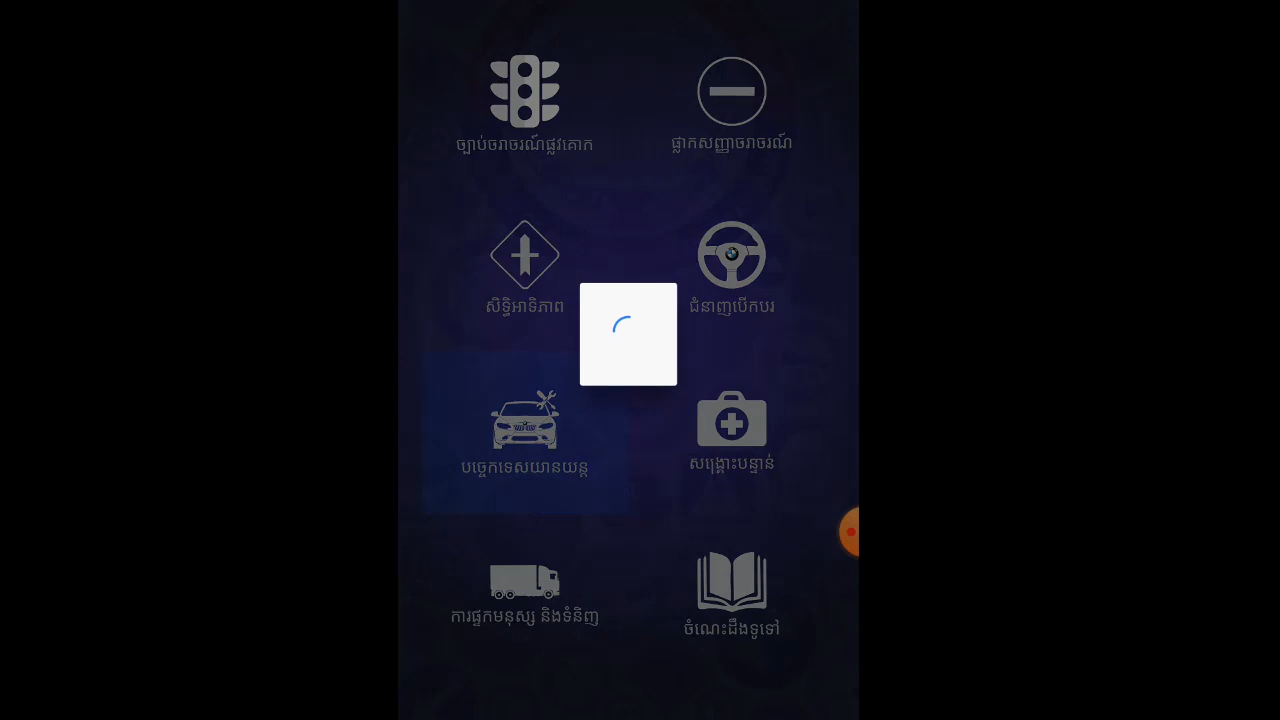 ច្បាប់ចរាចរណ៍ផ្លូវគោក
ផ្លាកសញ្ញាចរាចរណ៍
សិទ្ធិអាទិភាព
ជំនាញបើកបរ
បច្ចេកទេសយានយន្ត
សង្គ្រោះបន្ទាន់
ការផ្ទុកមនុស្ស និងទំនិញ
ចំណេះដឹងទូទៅ